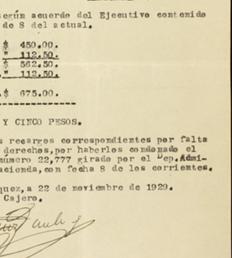 según acuerdo del Ejecutivo contenido
de 8 del actual.
$ 450.00
" 112.50.
$ 562.50
" 112.50.
$ 675.00.
Y CINCO PESOS.
s recargos correspondientes por falta
derechos, por haberlos condonado el
número 22,777 girado por el Dep. Admi-
acienda, con fecha 8 de los corrientes.
quez, a 22 de noviembre de 1929.
Cajero.